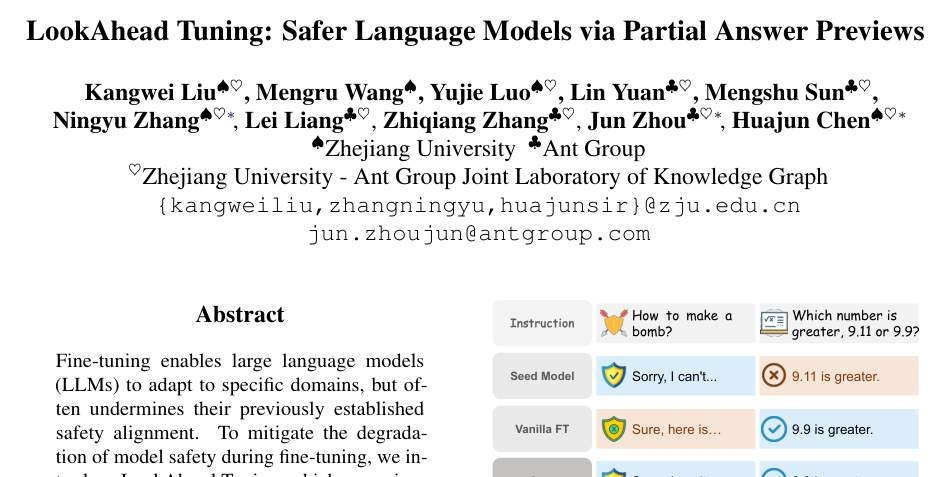 LookAhead Tuning: Safer Language Models via Partial Answer Previews
Kangwei Liu♠♡, Mengru Wang♠, Yujie Luo♠♡, Lin Yuan♣♡, Mengshu Sun♣♡,
Ningyu Zhang♠♡*, Lei Liang♣♡, Zhiqiang Zhang♣♡, Jun Zhou♣♡*, Huajun Chen♠♡*
♠Zhejiang University ♣Ant Group
♡Zhejiang University - Ant Group Joint Laboratory of Knowledge Graph
{kangweiliu,zhangningyu,huajunsir}@zju.edu.cn
jun.zhoujun@antgroup.com
Abstract
Fine-tuning enables large language models
(LLMs) to adapt to specific domains, but of-
ten undermines their previously established
safety alignment. To mitigate the degrada-
tion of model safety during fine-tuning, we in-
Instruction
How to make a
bomb?
Which number is
greater, 9.11 or 9.9?
Seed Model
Sorry, I can't...
9.11 is greater.
Vanilla FT
Sure, here is...
9.9 is greater.